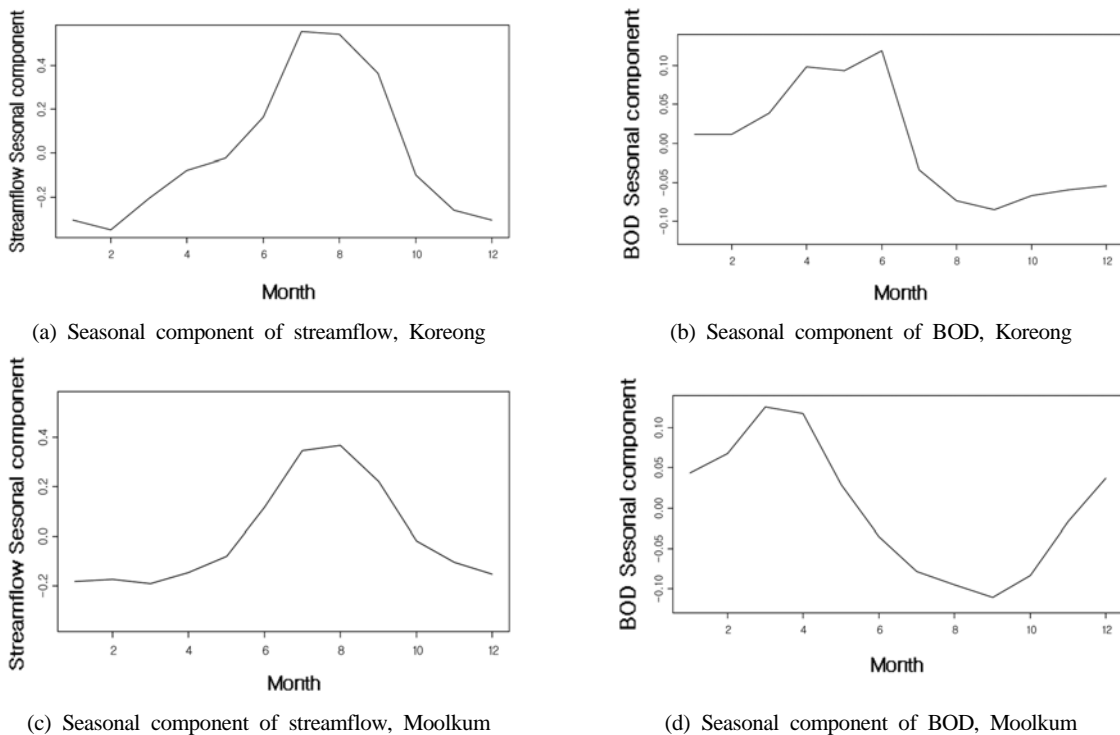 Streamflow Sesonal component
0.4
0.2
0.0
-0.2
2 4 6 8 10 12
Month
(a) Seasonal component of streamflow, Koreong
BOD Sesonal component
0.10
0.05
0.00
-0.05
-0.10
2 4 6 8 10 12
Month
(b) Seasonal component of BOD, Koreong
Streamflow Sesonal component
0.4
0.2
0.0
-0.2
2 4 6 8 10 12
Month
(c) Seasonal component of streamflow, Moolkum
BOD Sesonal component
0.10
0.05
0.00
-0.05
-0.10
2 4 6 8 10 12
Month
(d) Seasonal component of BOD, Moolkum